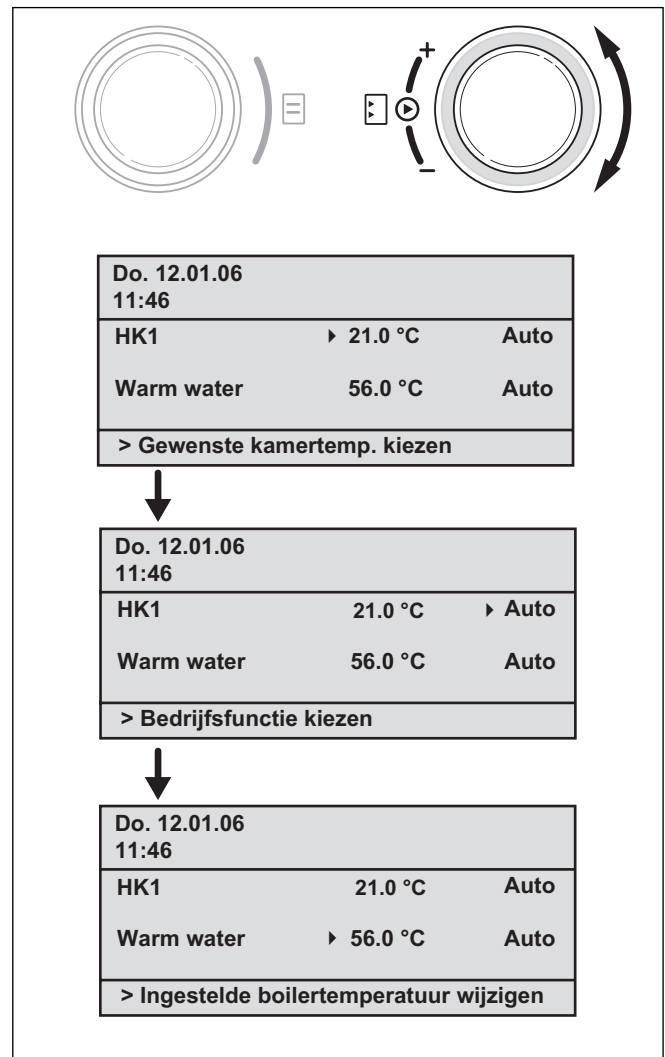 +
−
Do. 12.01.06
11:46
HK1 21.0 °C Auto
Warm water 56.0 °C Auto
> Gewenste kamertemp. kiezen
Do. 12.01.06
11:46
HK1 21.0 °C Auto
Warm water 56.0 °C Auto
> Bedrijfsfunctie kiezen
Do. 12.01.06
11:46
HK1 21.0 °C Auto
Warm water 56.0 °C Auto
> Ingestelde boilertemperatuur wijzigen